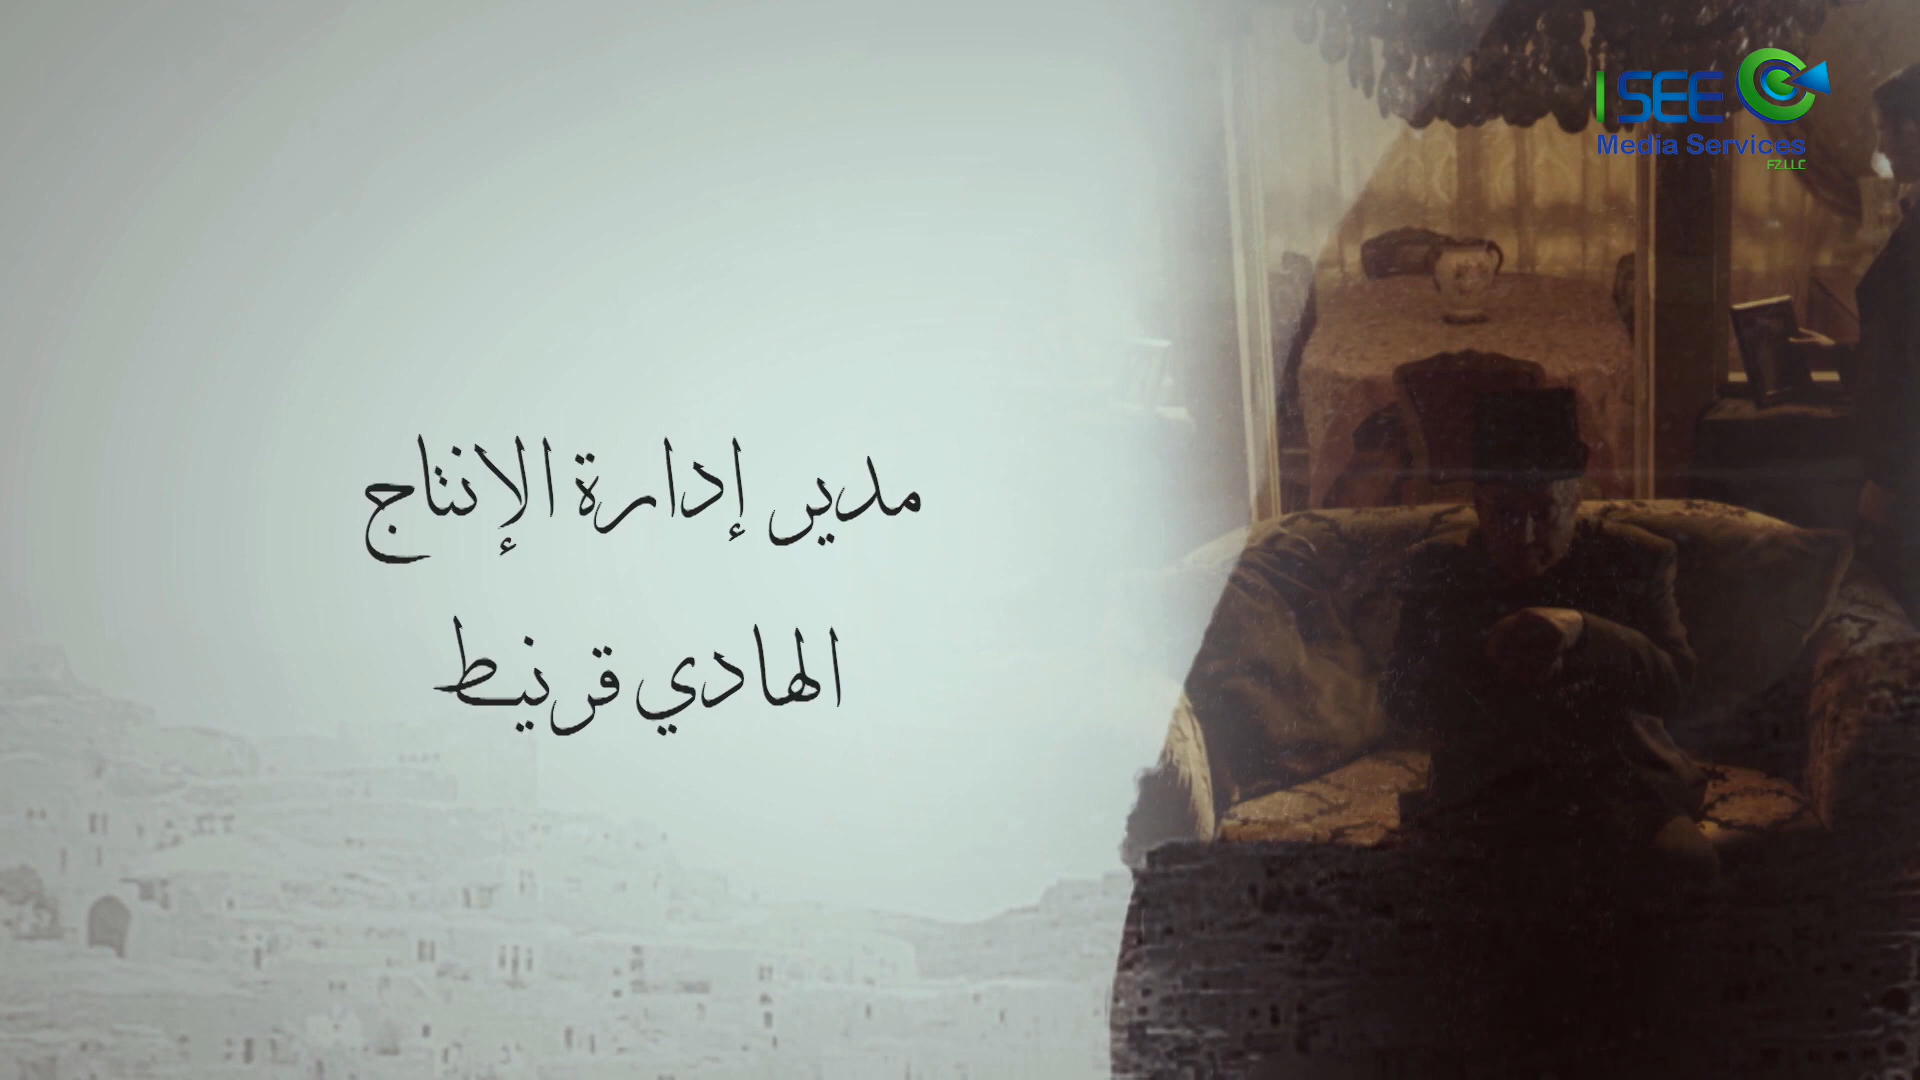 I SEE
Media Services
FZ.LLC
مدير إدارة الإنتاج
الهادي قرنيط